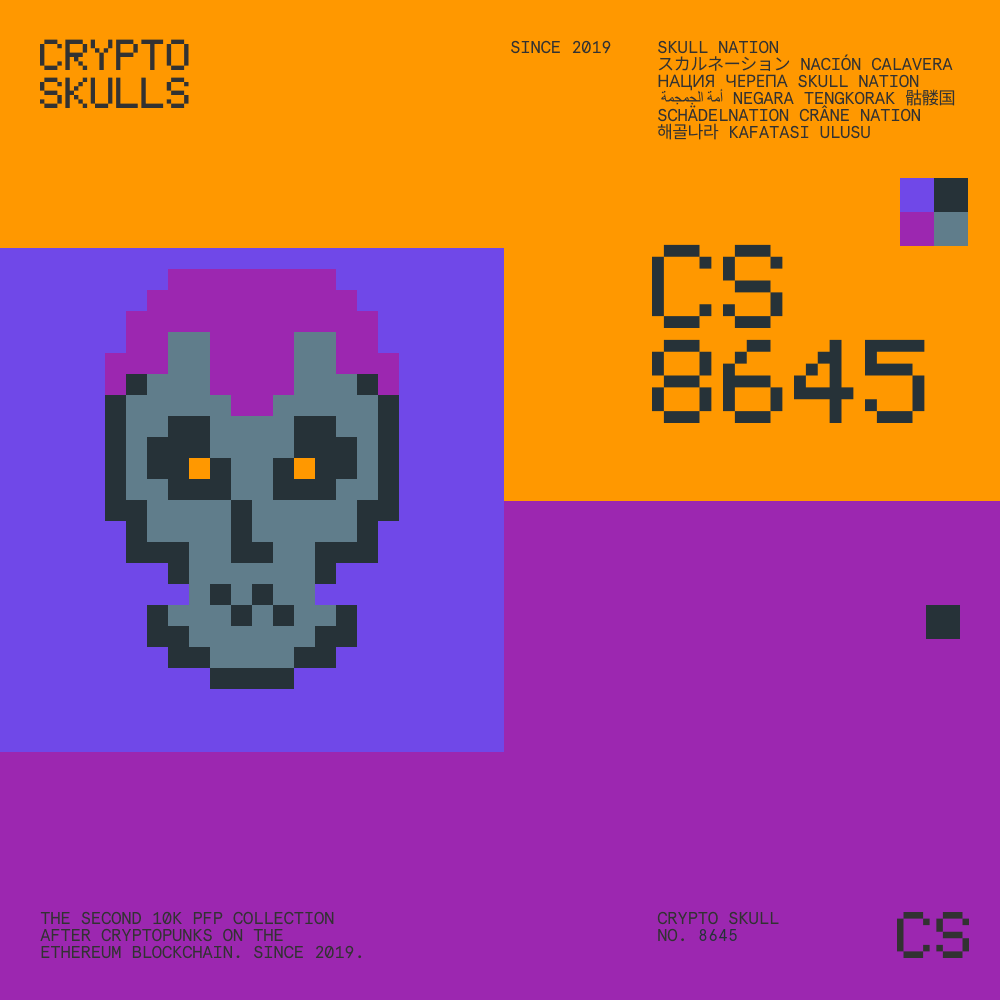 CRYPTO
SKULLS
SINCE 2019
SKULL NATION
スカルネーション NACIÓN CALAVERA
НАЦИЯ ЧЕРЕПА SKULL NATION
أمة الجمجمة NEGARA TENGKORAK 骷髅国
SCHÄDELNATION CRÂNE NATION
해골나라 KAFATASI ULUSU
CS
8645
THE SECOND 10K PFP COLLECTION
AFTER CRYPTOPUNKS ON THE
ETHEREUM BLOCKCHAIN. SINCE 2019.
CRYPTO SKULL
NO. 8645
CS